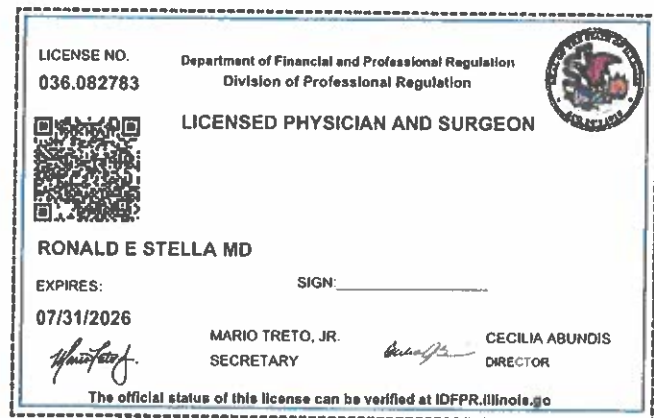 LICENSE NO.
036.082783
Department of Financial and Professional Regulation
Division of Professional Regulation
LICENSED PHYSICIAN AND SURGEON
RONALD E STELLA MD
EXPIRES:
07/31/2026
SIGN:
MARIO TRETO, JR.
SECRETARY
CECILIA ABUNDIS
DIRECTOR
The official status of this license can be verified at IDFPR.Illinois.go